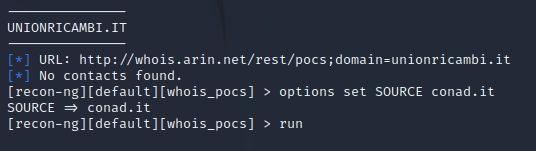 ---------------
UNIONRICAMBI.IT
---------------
[*] URL: http://whois.arin.net/rest/pocs;domain=unionricambi.it
[*] No contacts found.
[recon-ng][default][whois_pocs] > options set SOURCE conad.it
SOURCE ⇒ conad.it
[recon-ng][default][whois_pocs] > run